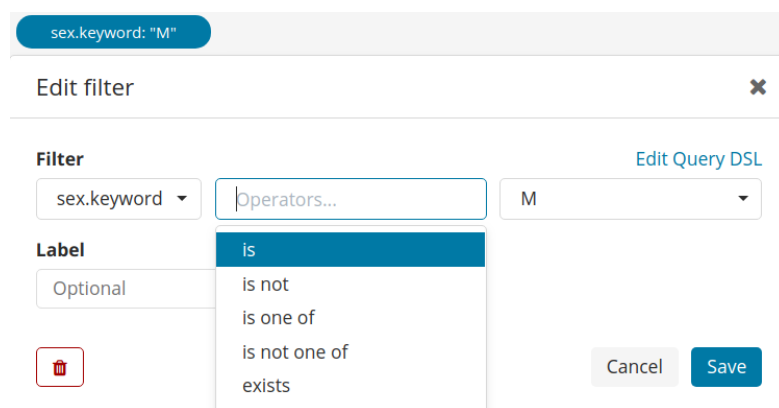 sex.keyword: "M"
Edit filter
Filter
Edit Query DSL
sex.keyword
Operators...
M
Label
is
Optional
is not
is one of
is not one of
exists
Cancel
Save